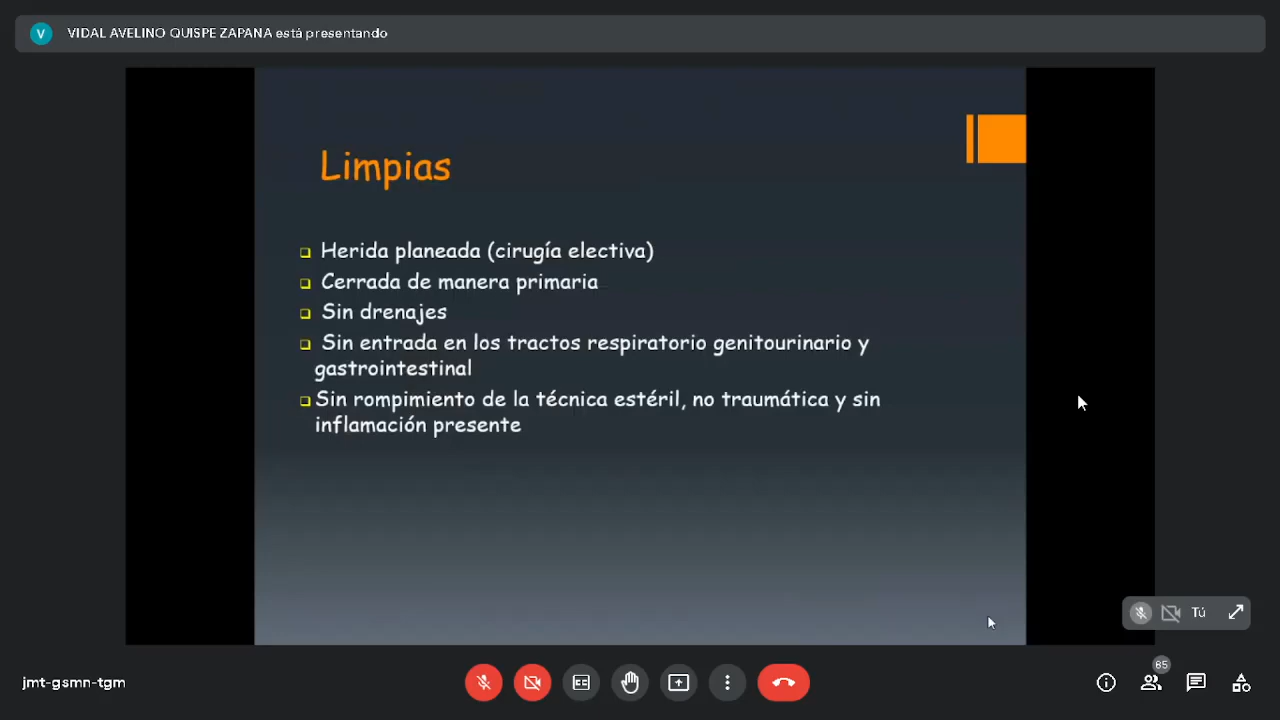 V VIDAL AVELINO QUISPE ZAPANA está presentando
Limpias
Herida planeada (cirugía electiva)
Cerrada de manera primaria
Sin drenajes
Sin entrada en los tractos respiratorio genitourinario y
gastrointestinal
Sin rompimiento de la técnica estéril, no traumática y sin
inflamación presente
Tú
jmt-gsmn-tgm
CC
65